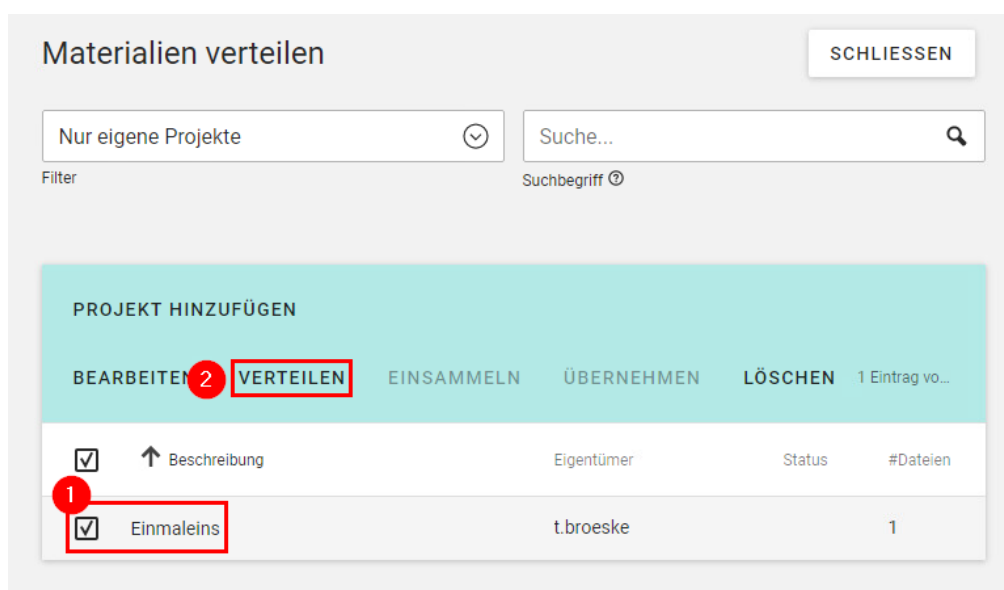 Materialien verteilen
SCHLIESSEN
Nur eigene Projekte
Suche...
Filter
Suchbegriff
PROJEKT HINZUFÜGEN
BEARBEITEN 2 VERTEILEN EINSAMMELN ÜBERNEHMEN LÖSCHEN 1 Eintrag vo...
Beschreibung Eigentümer Status #Dateien
1
Einmaleins t.broeske 1